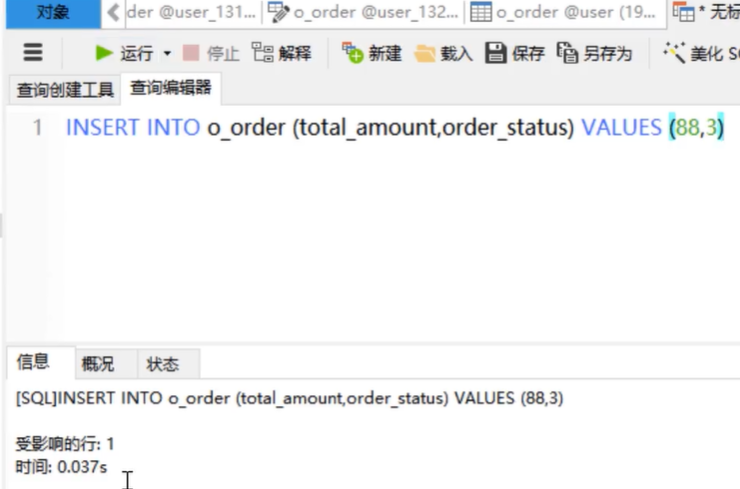 对象 der @user_131... o_order @user_132... o_order @user (19... * 无标
运行 停止 解释 新建 载入 保存 另存为 美化 SQ
查询创建工具 查询编辑器
1 INSERT INTO o_order (total_amount,order_status) VALUES (88,3)
信息 概况 状态
[SQL]INSERT INTO o_order (total_amount,order_status) VALUES (88,3)
受影响的行: 1
时间: 0.037s